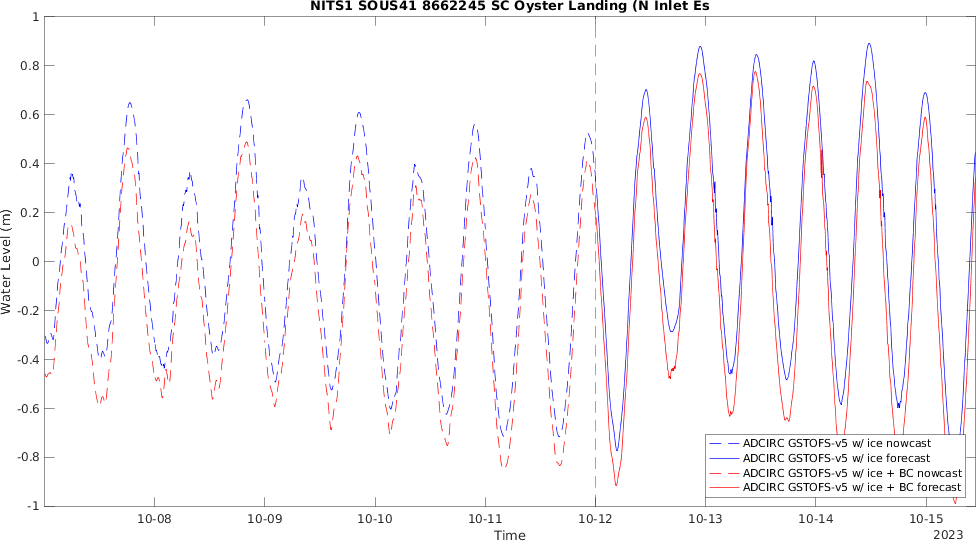 NITS1 SOUS41 8662245 SC Oyster Landing (N Inlet Es
Water Level (m)
1
0.8
0.6
0.4
0.2
0
-0.2
-0.4
-0.6
-0.8
-1
ADCIRC GSTOFS-v5 w/ ice nowcast
ADCIRC GSTOFS-v5 w/ ice forecast
ADCIRC GSTOFS-v5 w/ ice + BC nowcast
ADCIRC GSTOFS-v5 w/ ice + BC forecast
10-08 10-09 10-10 10-11 10-12 10-13 10-14 10-15
Time
2023